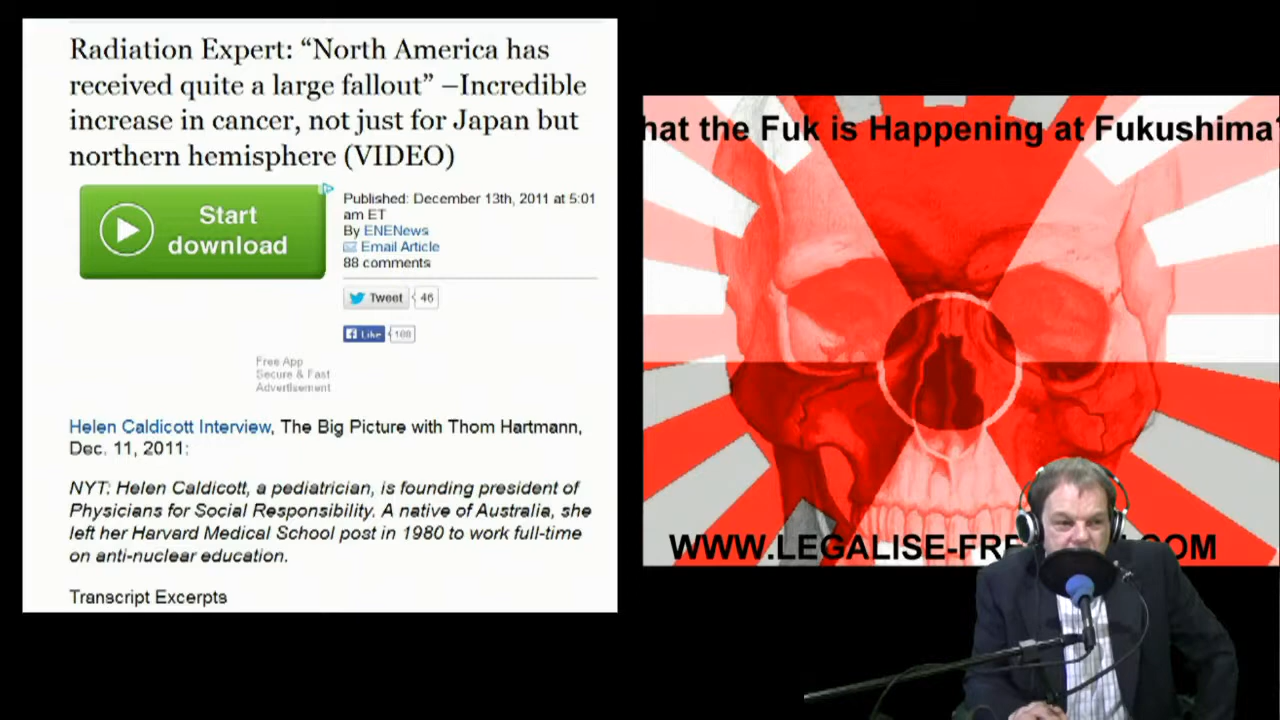 Radiation Expert: “North America has
received quite a large fallout” –Incredible
increase in cancer, not just for Japan but
northern hemisphere (VIDEO)
Start
download
Published: December 13th, 2011 at 5:01
am ET
By ENENews
Email Article
88 comments
Tweet 46
Like
Free App
Secure & Fast
Advertisement
Helen Caldicott Interview, The Big Picture with Thom Hartmann,
Dec. 11, 2011:
NYT: Helen Caldicott, a pediatrician, is founding president of
Physicians for Social Responsibility. A native of Australia, she
left her Harvard Medical School post in 1980 to work full-time
on anti-nuclear education.
Transcript Excerpts
hat the Fuk is Happening at Fukushima?
WWW.LEGALISE-FRE OM